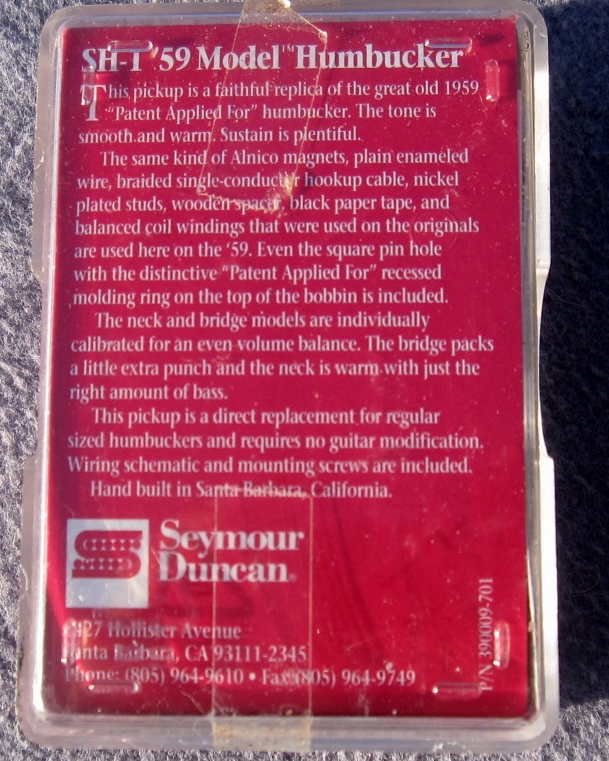 SH-1 '59 Model™ Humbucker
This pickup is a faithful replica of the great old 1959
"Patent Applied For" humbucker. The tone is
smooth and warm. Sustain is plentiful.
The same kind of Alnico magnets, plain enameled
wire, braided single-conductor hookup cable, nickel
plated studs, wooden spacer, black paper tape, and
balanced coil windings that were used on the originals
are used here on the '59. Even the square pin hole
with the distinctive "Patent Applied For" recessed
molding ring on the top of the bobbin is included.
The neck and bridge models are individually
calibrated for an even volume balance. The bridge packs
a little extra punch and the neck is warm with just the
right amount of bass.
This pickup is a direct replacement for regular
sized humbuckers and requires no guitar modification.
Wiring schematic and mounting screws are included.
Hand built in Santa Barbara, California.
Seymour
Duncan®
Hollister Avenue
Santa Barbara, CA 93111-2345
Phone: (805) 964-9610 • Fax (805) 964-9749
P/N 390009-701